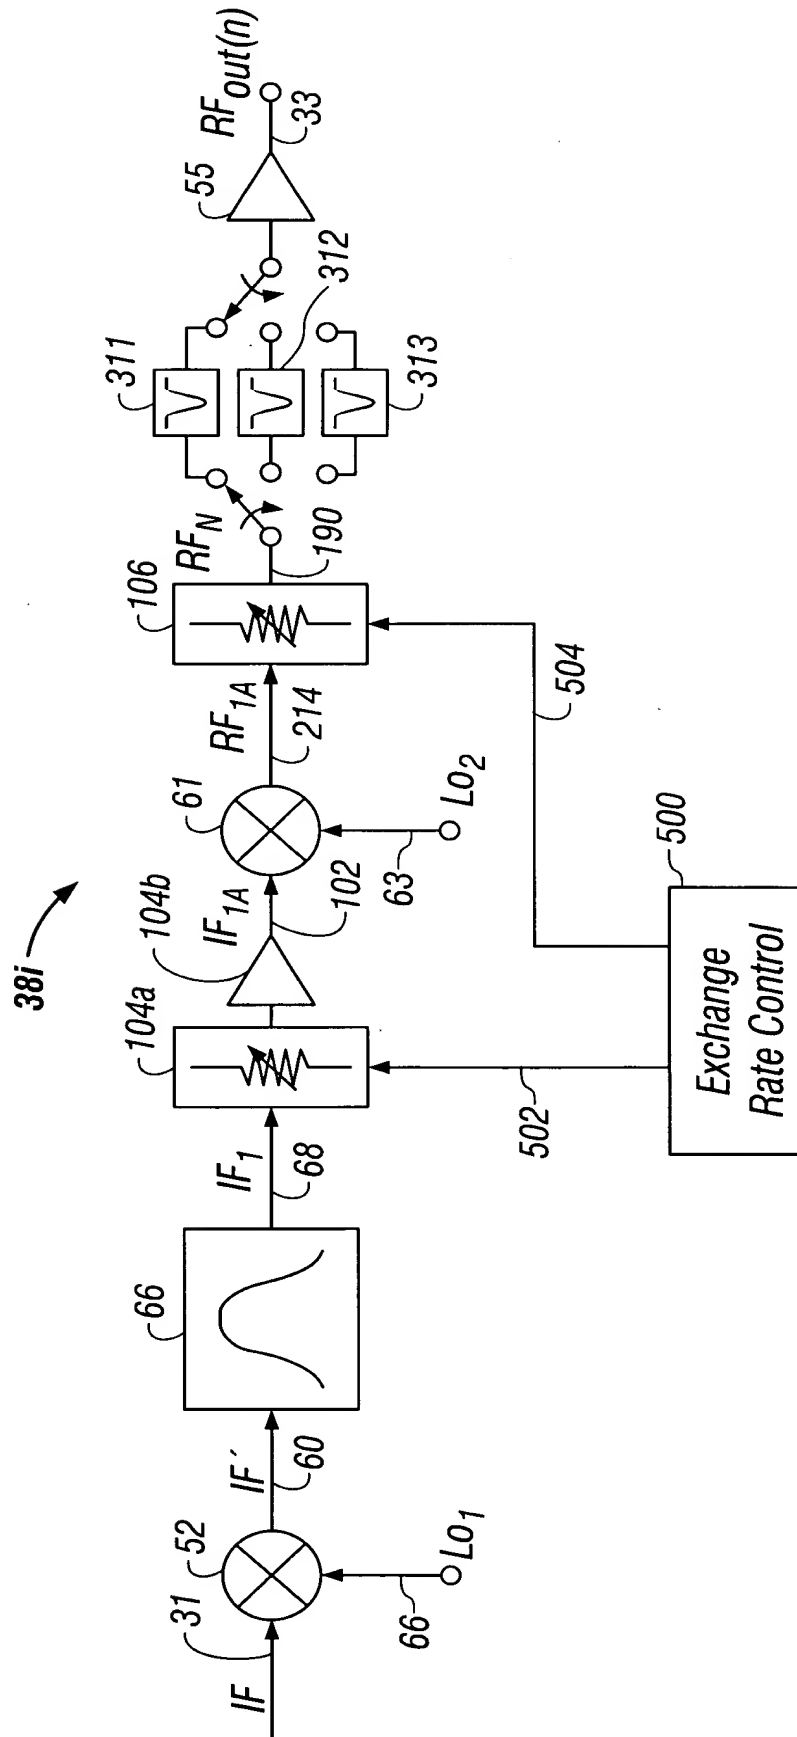 38i
IF
31
52
LO1
66
IF′
60
66
IF1
68
104a
104b
IF1A
102
61
LO2
63
RF1A
214
106
RFN
190
311
312
313
55
RFout(n)
33
502
504
500
Exchange
Rate Control